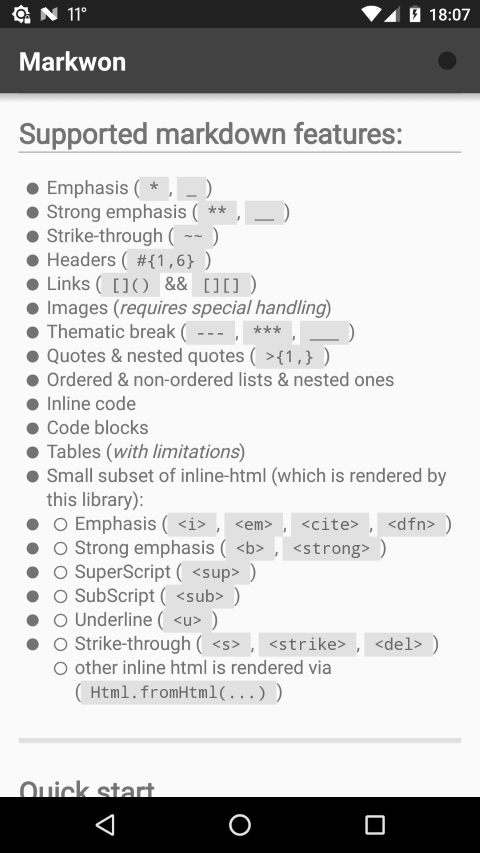 11°
18:07
Markwon
Supported markdown features:
● Emphasis ( * , _ )
● Strong emphasis ( ** , __ )
● Strike-through ( ~~ )
● Headers ( #{1,6} )
● Links ( []() && [][] )
● Images (requires special handling)
● Thematic break ( --- , *** , ___ )
● Quotes & nested quotes ( >{1,} )
● Ordered & non-ordered lists & nested ones
● Inline code
● Code blocks
● Tables (with limitations)
● Small subset of inline-html (which is rendered by
this library):
● ○ Emphasis ( <i> , <em> , <cite> , <dfn> )
● ○ Strong emphasis ( <b> , <strong> )
● ○ SuperScript ( <sup> )
● ○ SubScript ( <sub> )
● ○ Underline ( <u> )
● ○ Strike-through ( <s> , <strike> , <del> )
○ other inline html is rendered via
( Html.fromHtml(...) )
Quick start